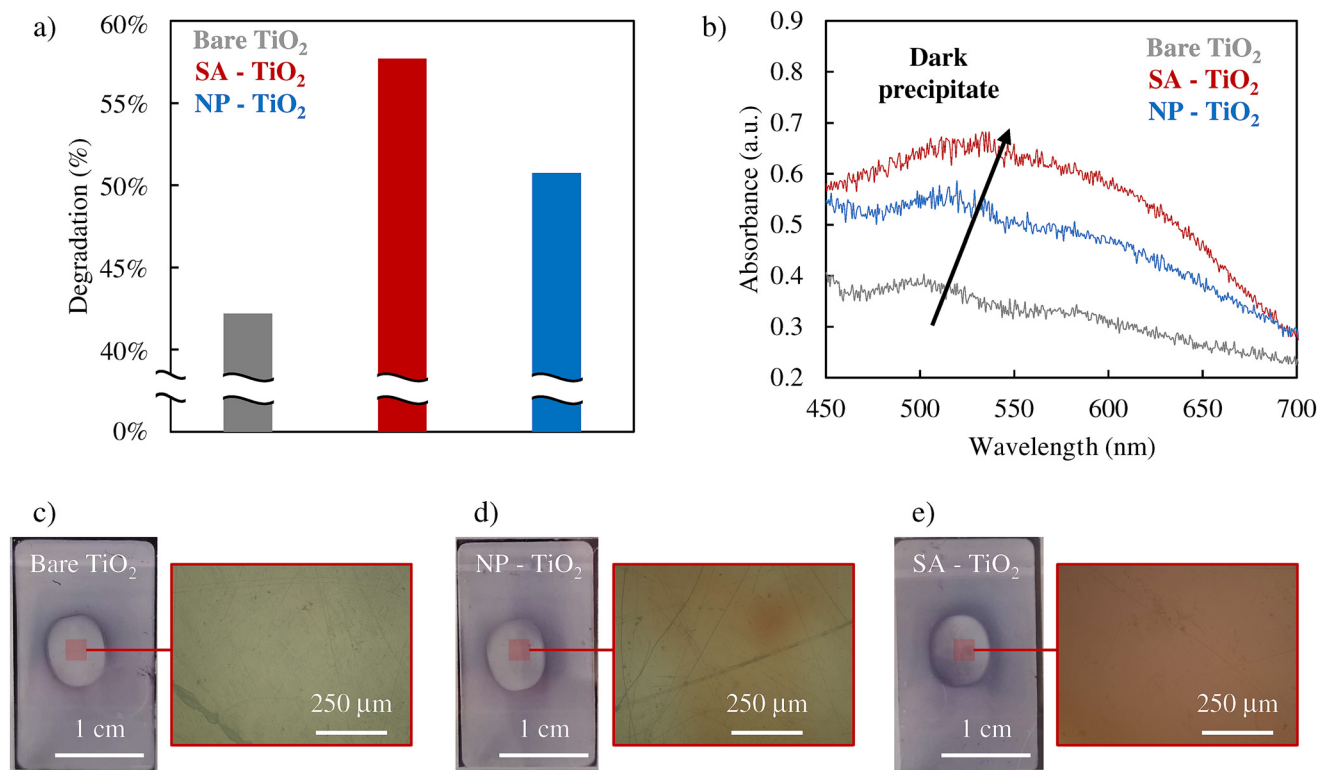 a)
Degradation (%)
60%
55%
50%
45%
40%
0%
Bare TiO₂
SA - TiO₂
NP - TiO₂
b)
Absorbance (a.u.)
0.9
0.8
0.7
0.6
0.5
0.4
0.3
0.2
Dark
precipitate
Bare TiO₂
SA - TiO₂
NP - TiO₂
450 500 550 600 650 700
Wavelength (nm)
c)
Bare TiO₂
1 cm
250 µm
d)
NP - TiO₂
1 cm
250 µm
e)
SA - TiO₂
1 cm
250 µm